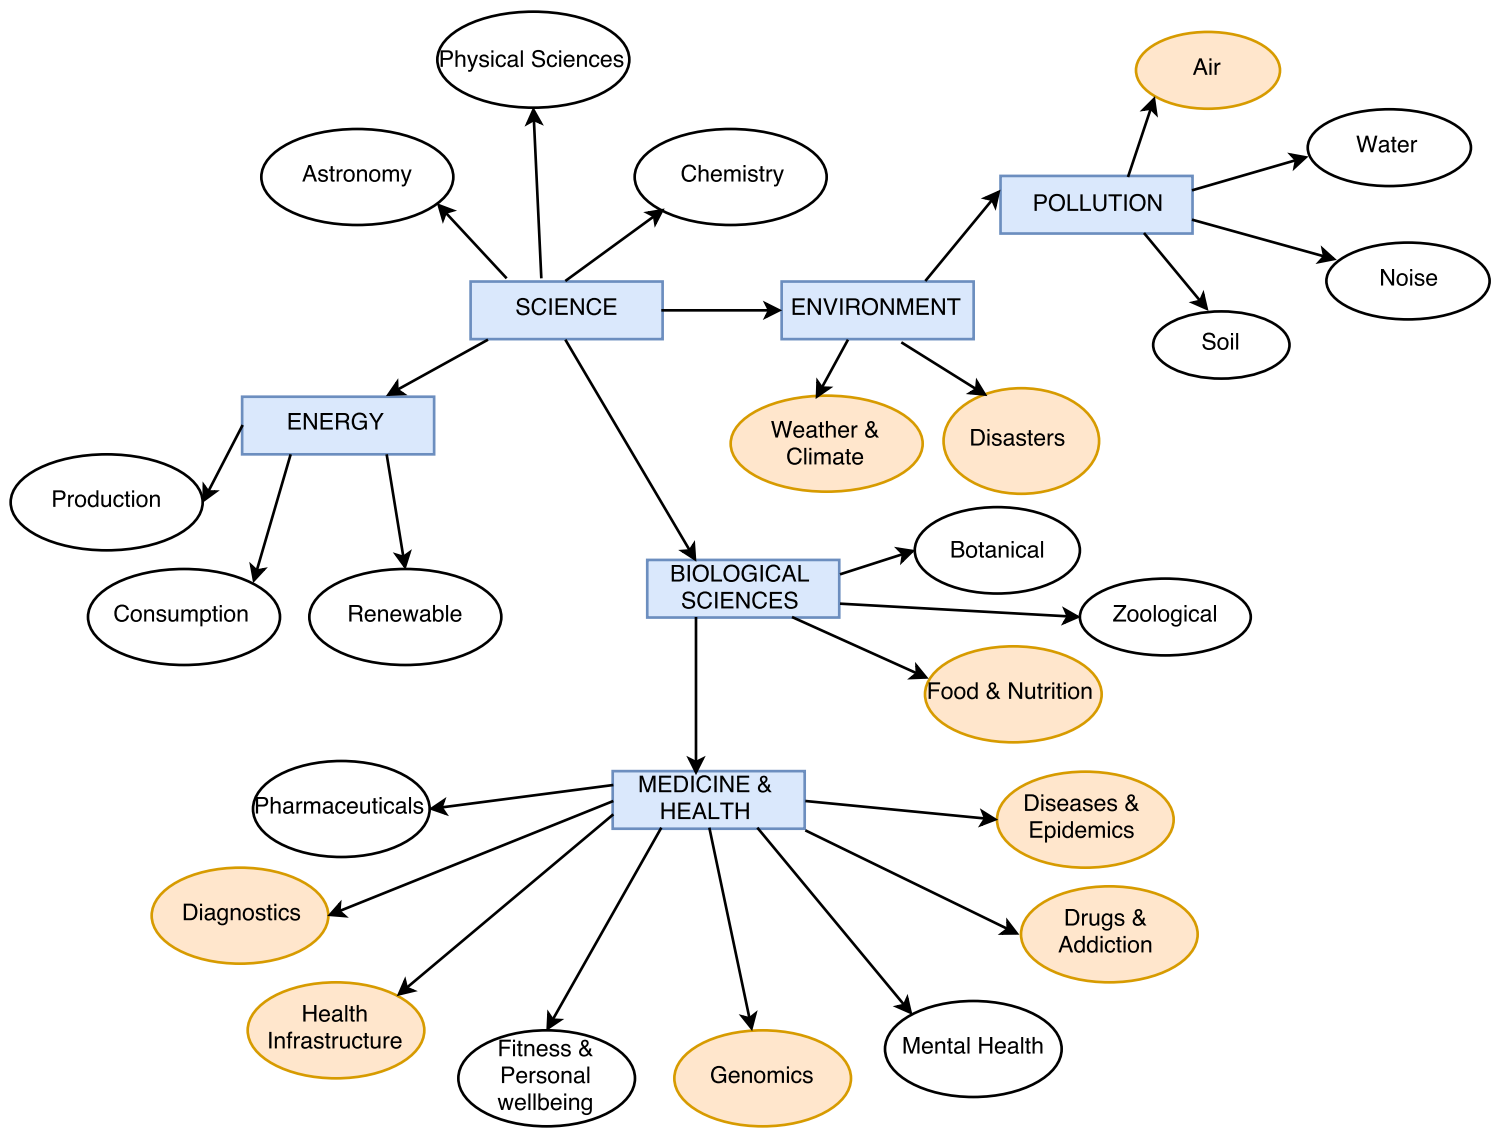 Physical Sciences
Air
Water
Astronomy
Chemistry
POLLUTION
Noise
SCIENCE
ENVIRONMENT
Soil
ENERGY
Weather &
Climate
Disasters
Production
Botanical
BIOLOGICAL
SCIENCES
Consumption
Renewable
Zoological
Food & Nutrition
MEDICINE &
HEALTH
Pharmaceuticals
Diseases &
Epidemics
Diagnostics
Drugs &
Addiction
Health
Infrastructure
Fitness &
Personal
wellbeing
Genomics
Mental Health